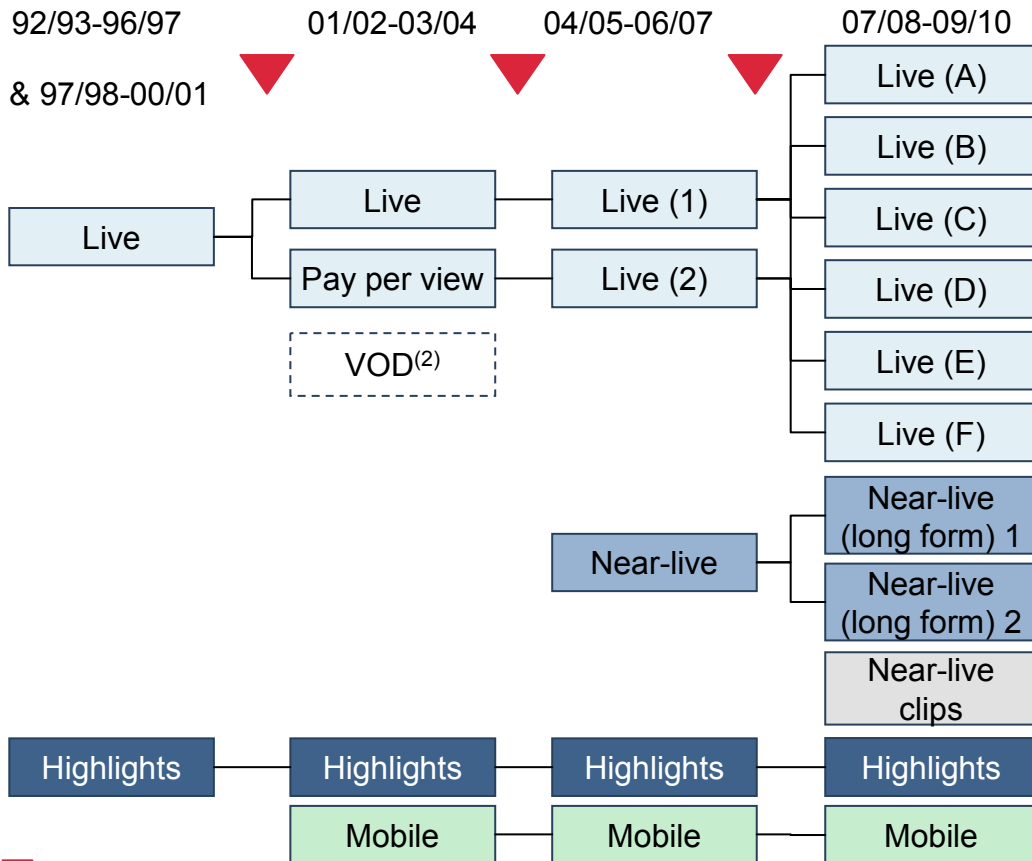 92/93-96/97
& 97/98-00/01
01/02-03/04
04/05-06/07
07/08-09/10
Live
Live
Pay per view
VOD(2)
Live (1)
Live (2)
Live (A)
Live (B)
Live (C)
Live (D)
Live (E)
Live (F)
Near-live
Near-live
(long form) 1
Near-live
(long form) 2
Near-live
clips
Highlights
Highlights
Highlights
Highlights
Mobile
Mobile
Mobile